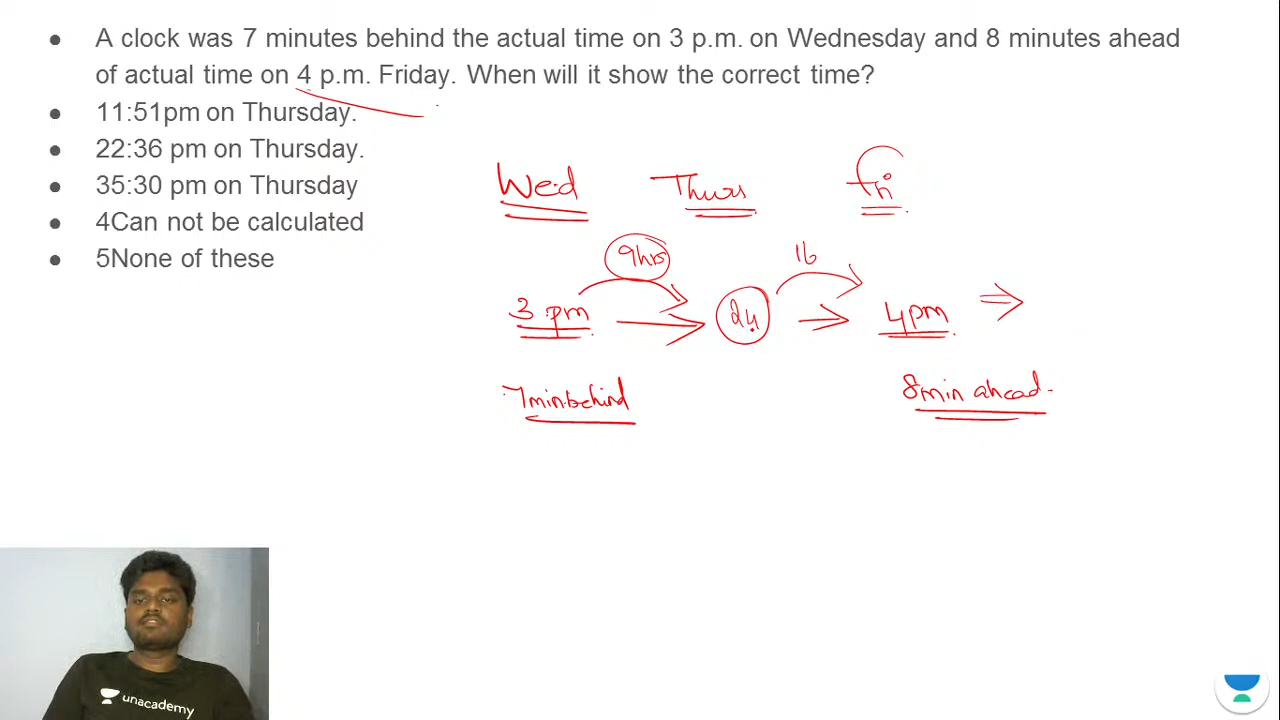 A clock was 7 minutes behind the actual time on 3 p.m. on Wednesday and 8 minutes ahead
of actual time on 4 p.m. Friday. When will it show the correct time?
11:51pm on Thursday.
22:36 pm on Thursday.
35:30 pm on Thursday
4Can not be calculated
5None of these
Wed Thurs fri
9hrs 16
3 pm 24 4pm
7min behind 8min ahead
unacademy